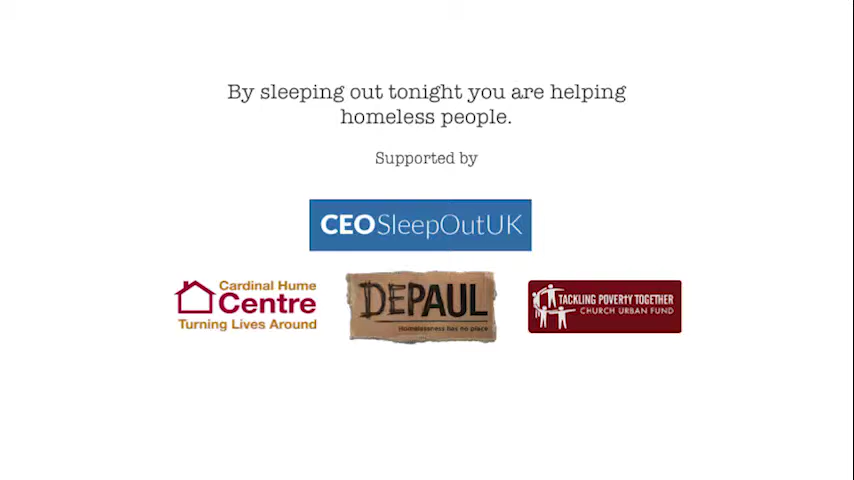 By sleeping out tonight you are helping
homeless people.
Supported by
CEOSleepOutUK
Cardinal Hume
Centre
Turning Lives Around
DEPAUL
Homelessness has no place
TACKLING POVERTY TOGETHER
CHURCH URBAN FUND